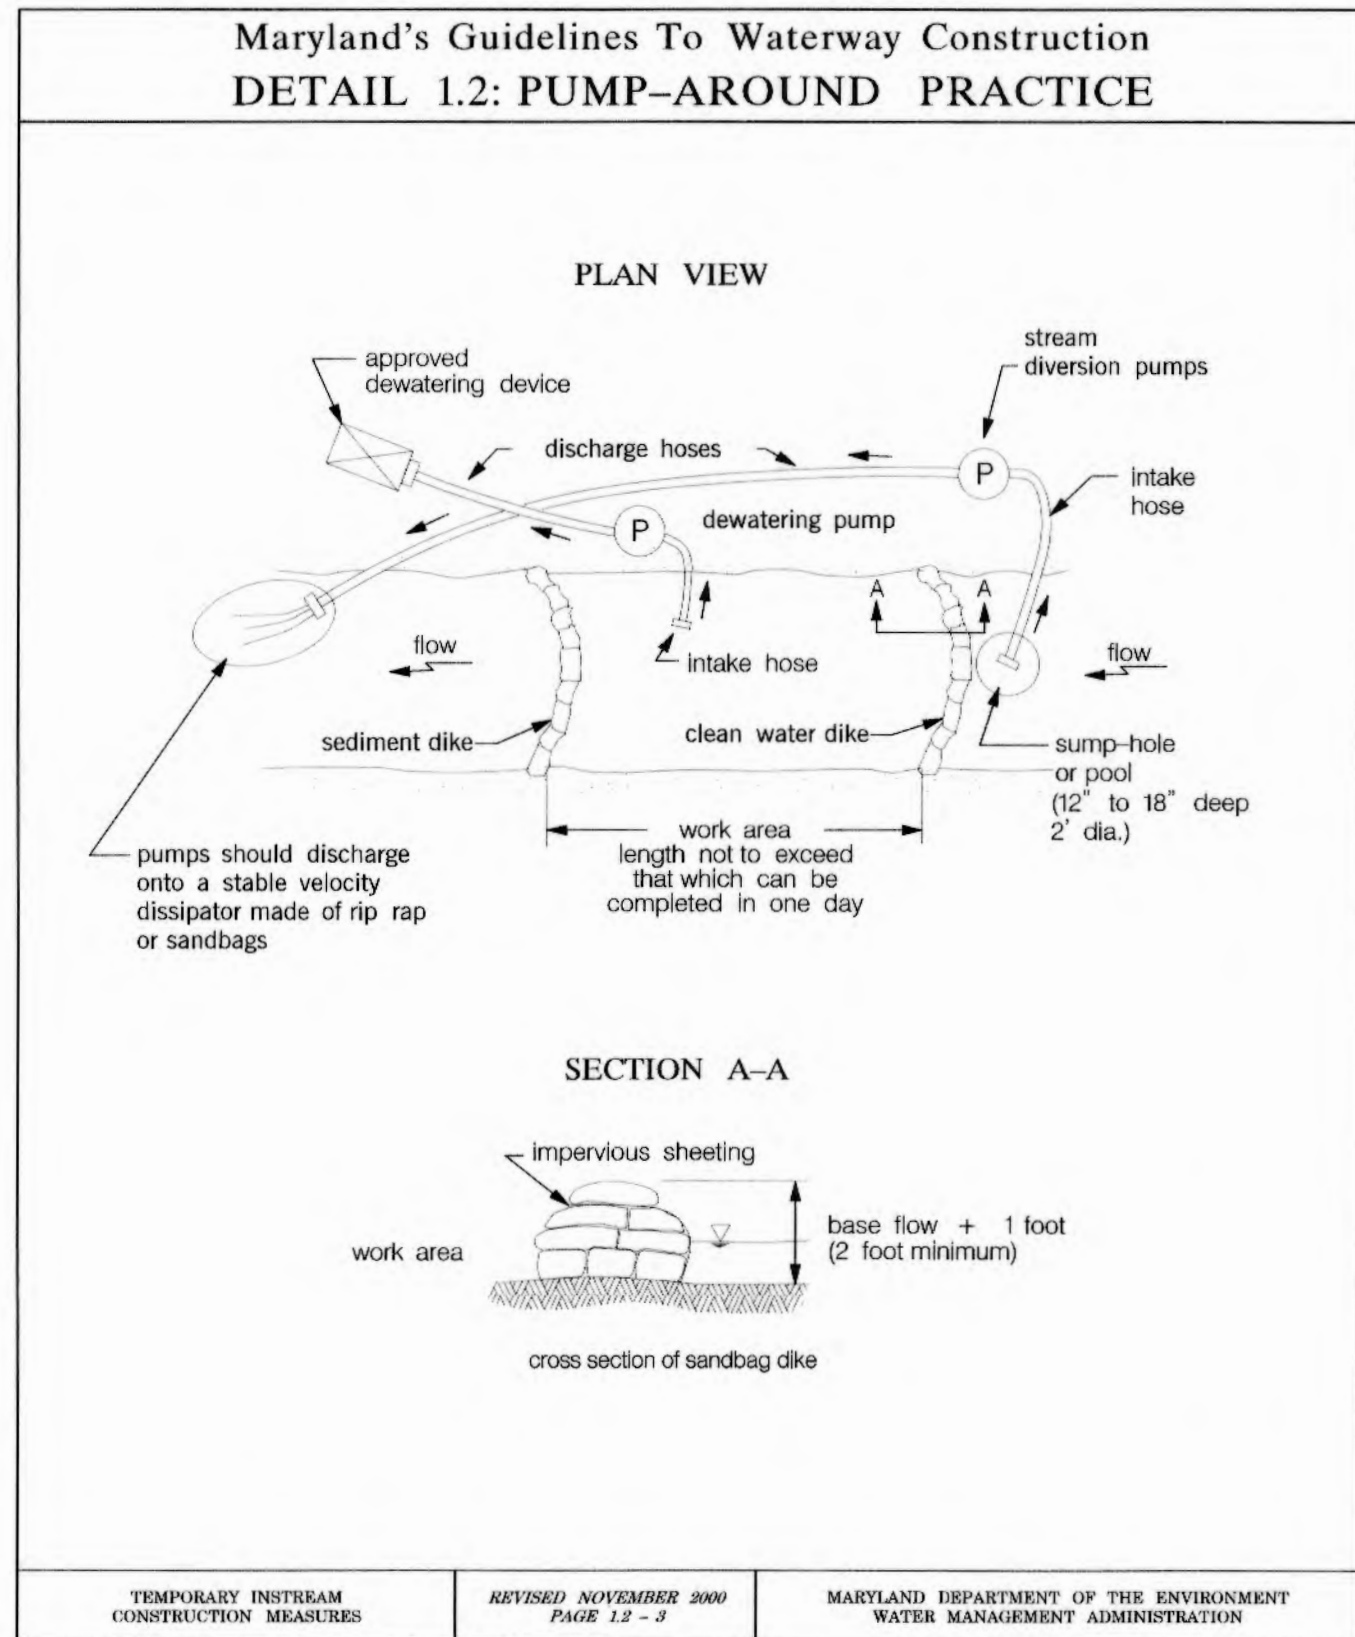 Maryland's Guidelines To Waterway Construction
DETAIL 1.2: PUMP–AROUND PRACTICE
PLAN VIEW
approved
dewatering device
stream
diversion pumps
discharge hoses
P
intake
hose
P
dewatering pump
A A
flow
intake hose
flow
sediment dike
clean water dike
sump-hole
or pool
(12" to 18" deep
2' dia.)
work area
length not to exceed
that which can be
completed in one day
pumps should discharge
onto a stable velocity
dissipator made of rip rap
or sandbags
SECTION A–A
impervious sheeting
work area
base flow + 1 foot
(2 foot minimum)
cross section of sandbag dike
TEMPORARY INSTREAM
CONSTRUCTION MEASURES
REVISED NOVEMBER 2000
PAGE 1.2 - 3
MARYLAND DEPARTMENT OF THE ENVIRONMENT
WATER MANAGEMENT ADMINISTRATION